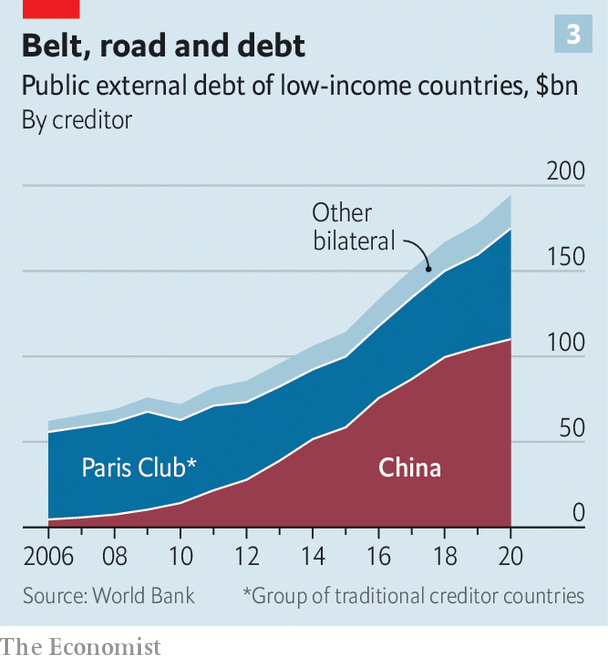 Belt, road and debt
3
Public external debt of low-income countries, $bn
By creditor
200
Other
bilateral
150
100
50
Paris Club*
China
0
2006 08 10 12 14 16 18 20
Source: World Bank *Group of traditional creditor countries
The Economist